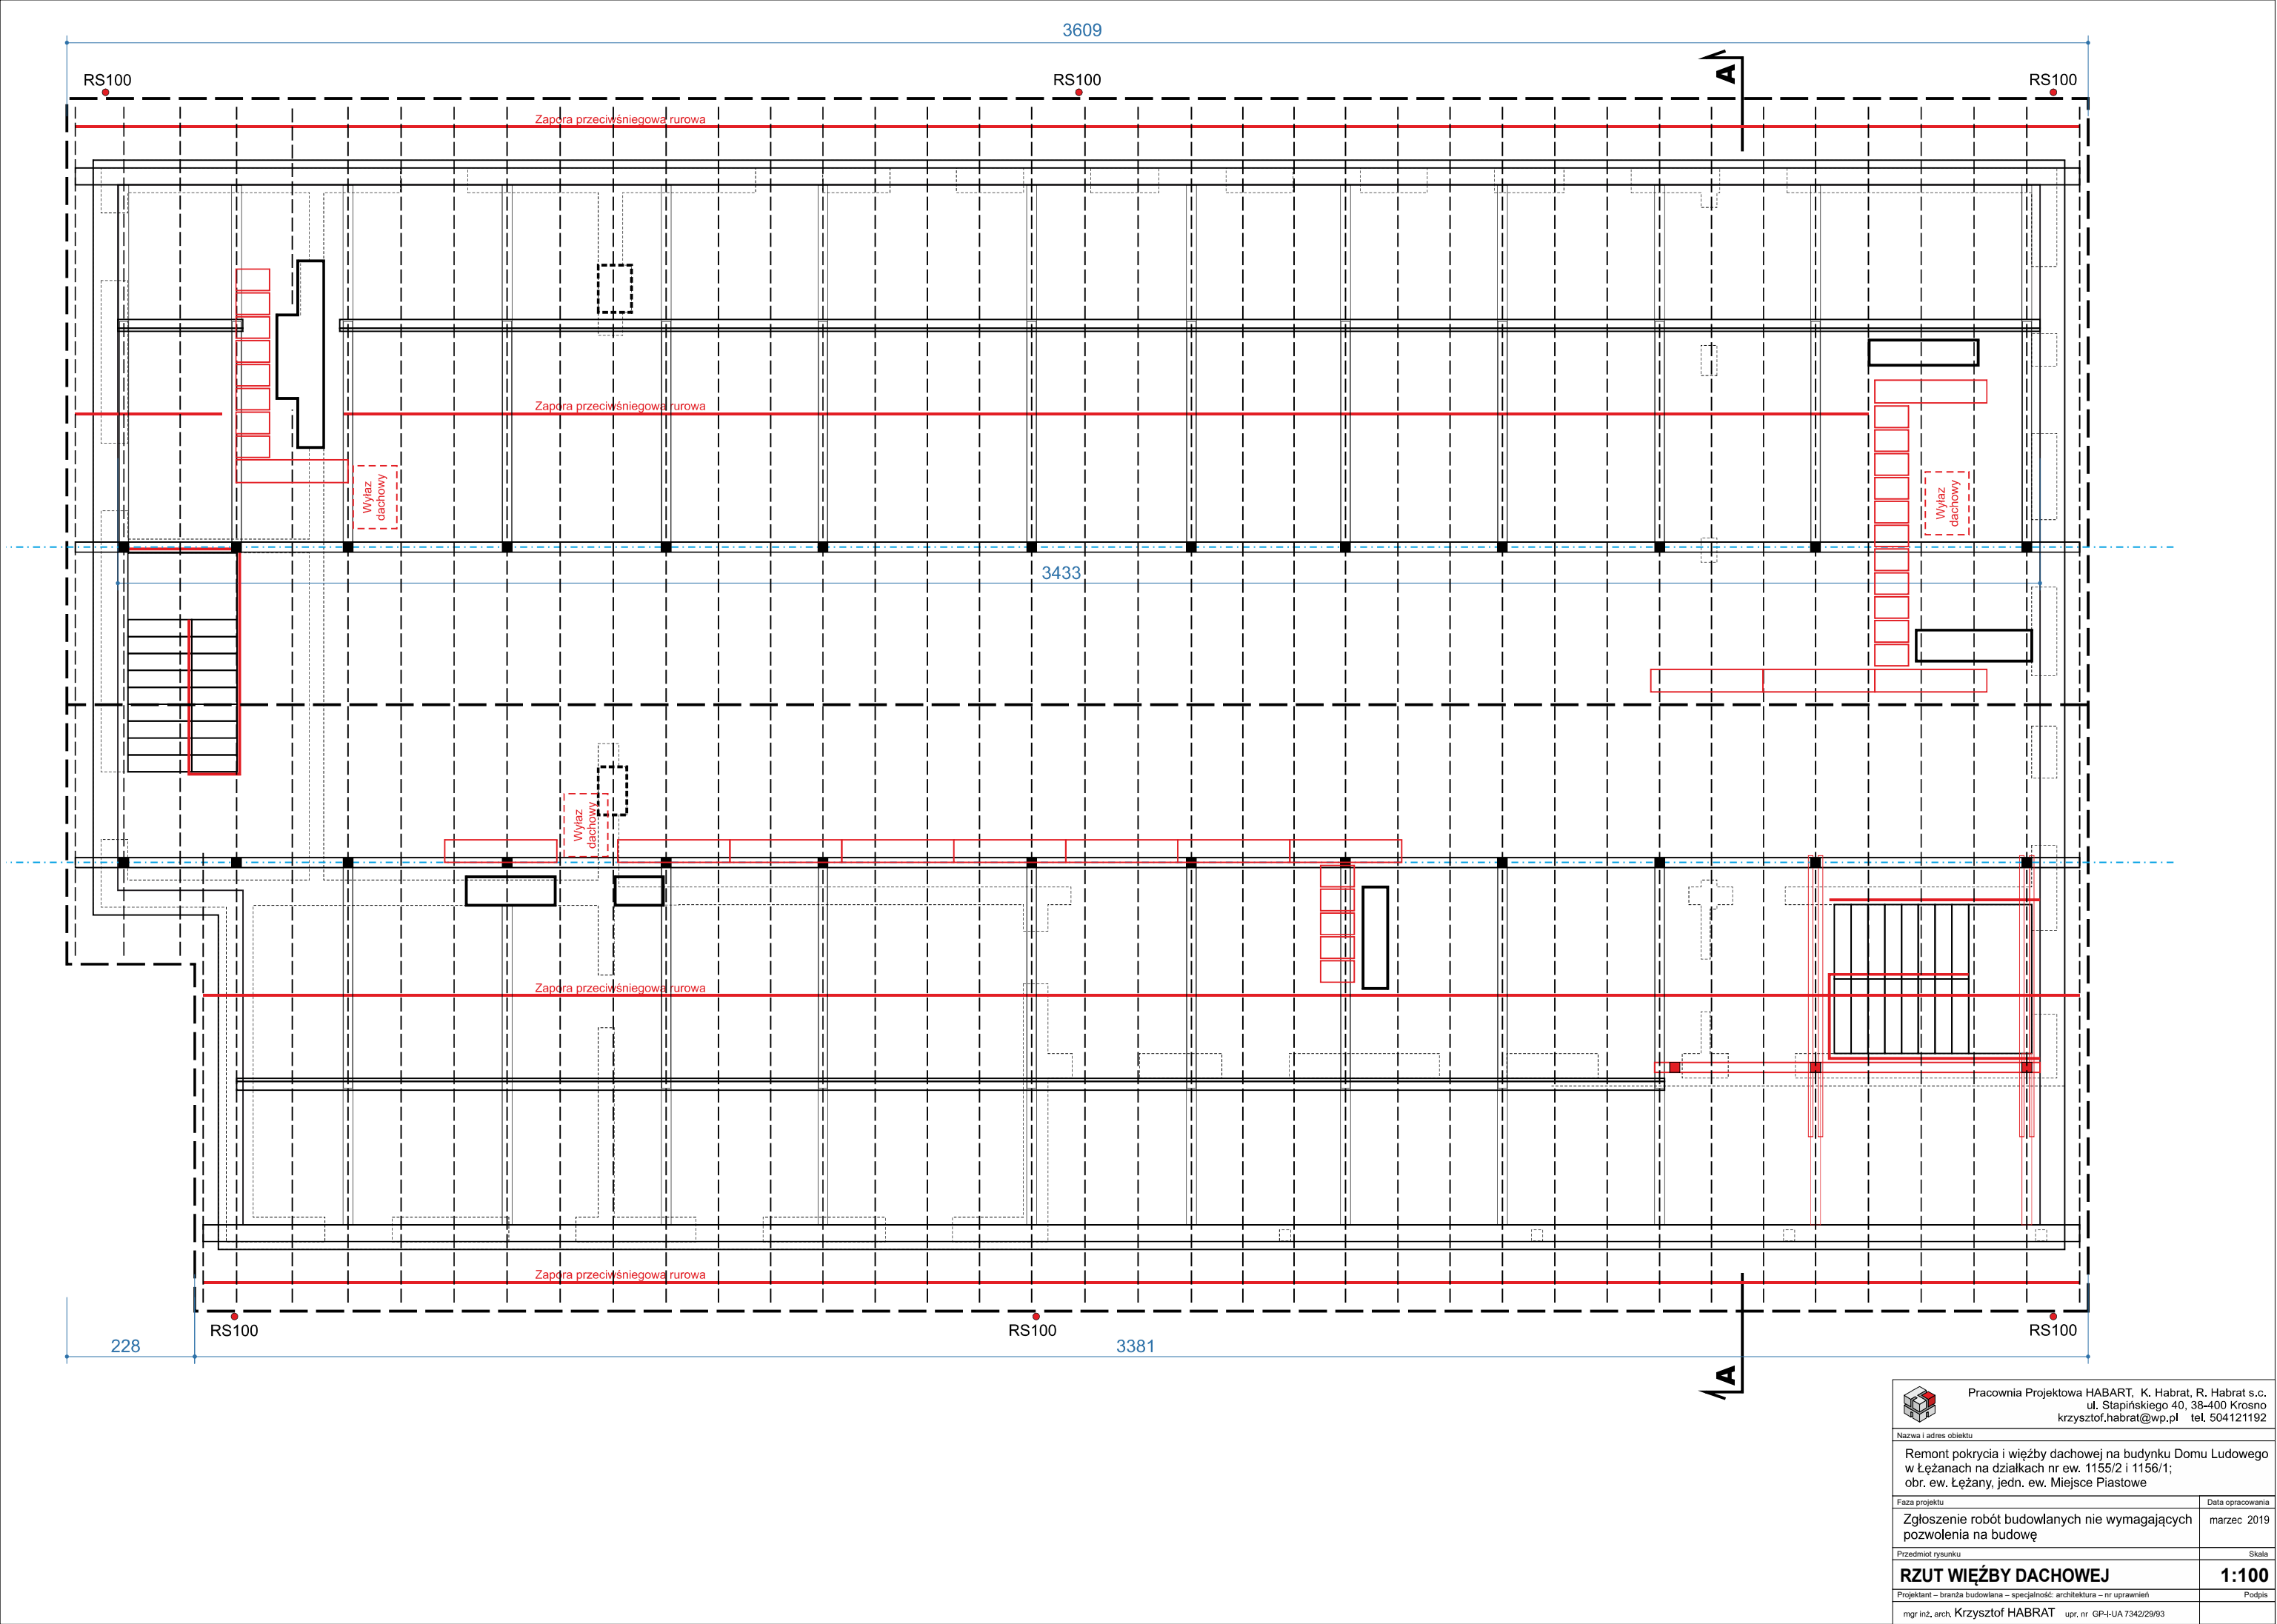 3609
RS100
RS100
RS100
A
Zapora przeciwśniegowa rurowa
Zapora przeciwśniegowa rurowa
Wyłaz
dachowy
Wyłaz
dachowy
3433
Wyłaz
dachowy
Zapora przeciwśniegowa rurowa
Zapora przeciwśniegowa rurowa
RS100
RS100
RS100
228
3381
A
Pracownia Projektowa HABART, K. Habrat, R. Habrat s.c.
ul. Stapińskiego 40, 38-400 Krosno
krzysztof.habrat@wp.pl tel. 504121192
Nazwa i adres obiektu
Remont pokrycia i więźby dachowej na budynku Domu Ludowego
w Łężanach na działkach nr ew. 1155/2 i 1156/1;
obr. ew. Łężany, jedn. ew. Miejsce Piastowe
Faza projektu
Data opracowania
Zgłoszenie robót budowlanych nie wymagających
pozwolenia na budowę
marzec 2019
Przedmiot rysunku
Skala
RZUT WIĘŹBY DACHOWEJ
1:100
Projektant – branża budowlana – specjalność: architektura – nr uprawnień
Podpis
mgr inż. arch. Krzysztof HABRAT upr. nr GP-I-UA 7342/29/93